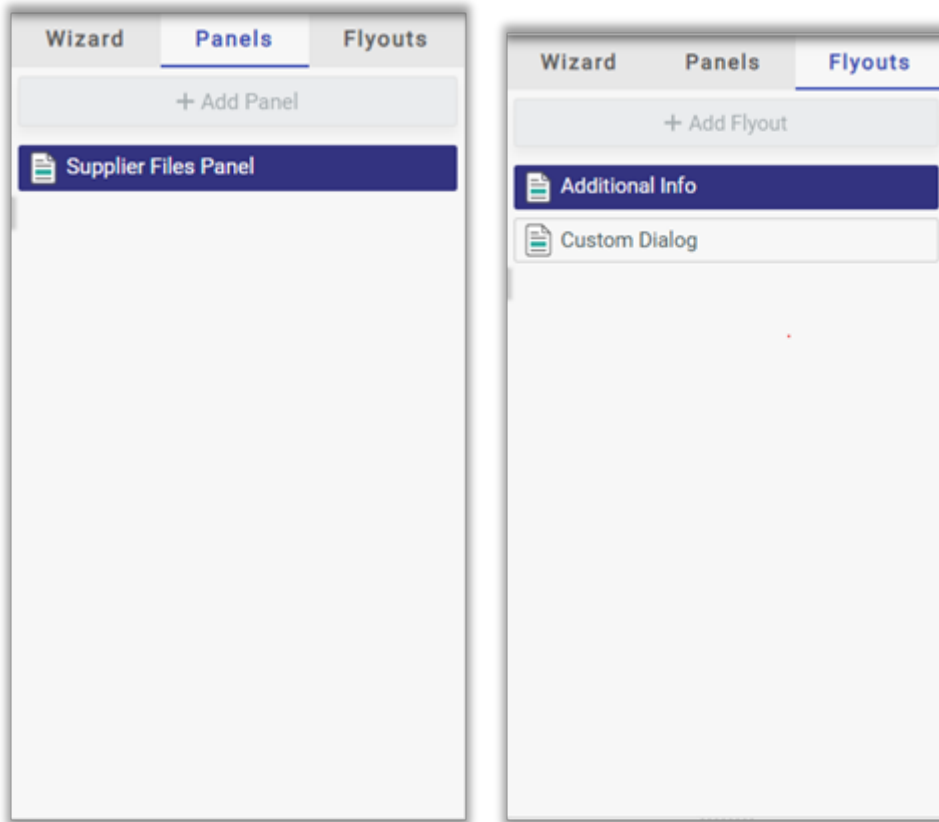 Wizard Panels Flyouts
+ Add Panel
Supplier Files Panel
Wizard Panels Flyouts
+ Add Flyout
Additional Info
Custom Dialog